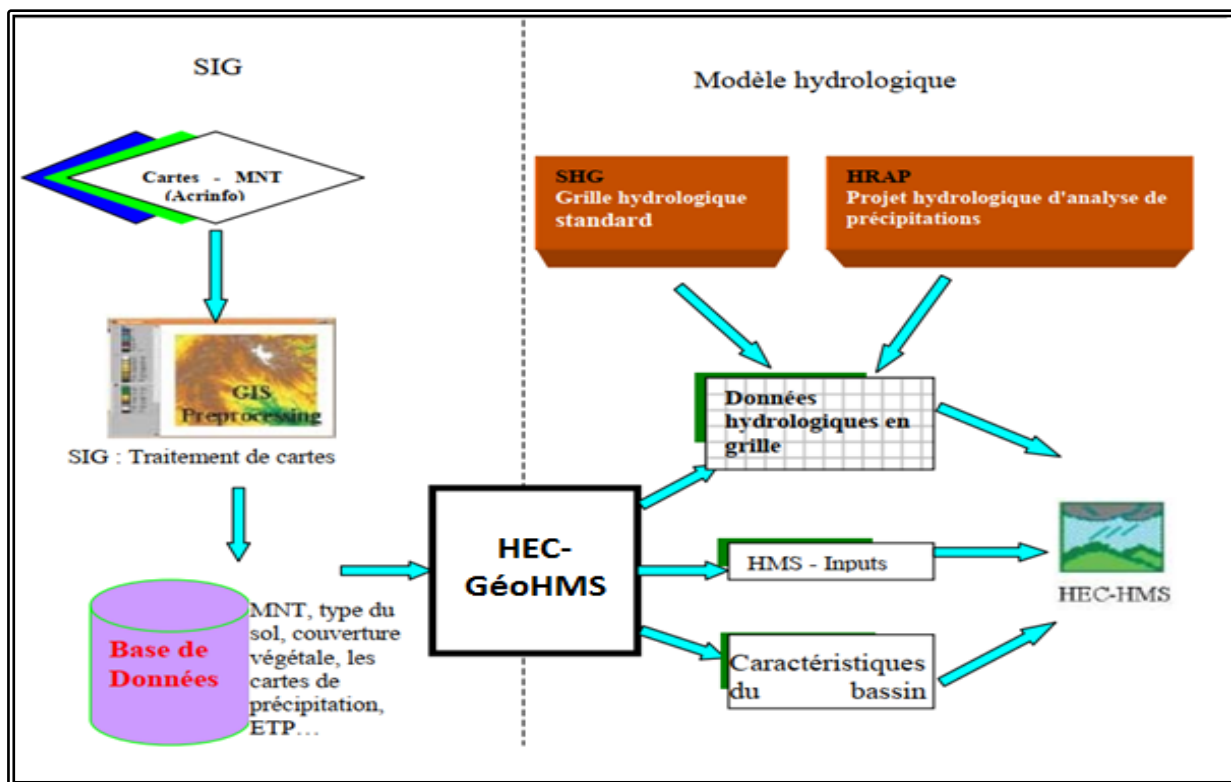 SIG
Modèle hydrologique
Cartes - MNT
(Acrinfo)
SHG
Grille hydrologique
standard
HRAP
Projet hydrologique d'analyse de
précipitations
GIS
Preprocessing
SIG : Traitement de cartes
Données
hydrologiques en
grille
HEC-
GéoHMS
HMS - Inputs
HEC-HMS
Base de
Données
MNT, type du
sol, couverture
végétale, les
cartes de
précipitation,
ETP…
Caractéristiques
du bassin